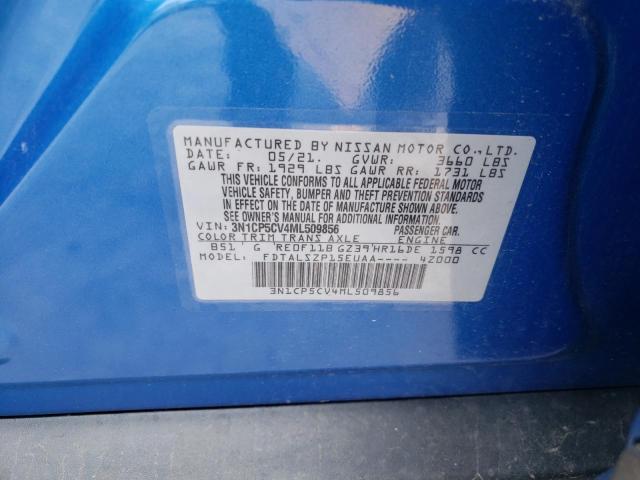 MANUFACTURED BY NISSAN MOTOR CO.,LTD.
DATE: 05/21. GVWR: 3660 LBS
GAWR FR: 1929 LBS GAWR RR: 1731 LBS
THIS VEHICLE CONFORMS TO ALL APPLICABLE FEDERAL MOTOR
VEHICLE SAFETY, BUMPER AND THEFT PREVENTION STANDARDS
IN EFFECT ON THE DATE OF MANUFACTURE SHOWN ABOVE.
SEE OWNER'S MANUAL FOR ADDITIONAL INFORMATION
VIN: 3N1CP5CV4ML509856 PASSENGER CAR.
COLOR TRIM TRANS AXLE ENGINE
B51 G RE0F11B GZ39 HR16DE 1598 CC
MODEL: FDTALSZP15EUAA---- 42000
3N1CP5CV4ML509856